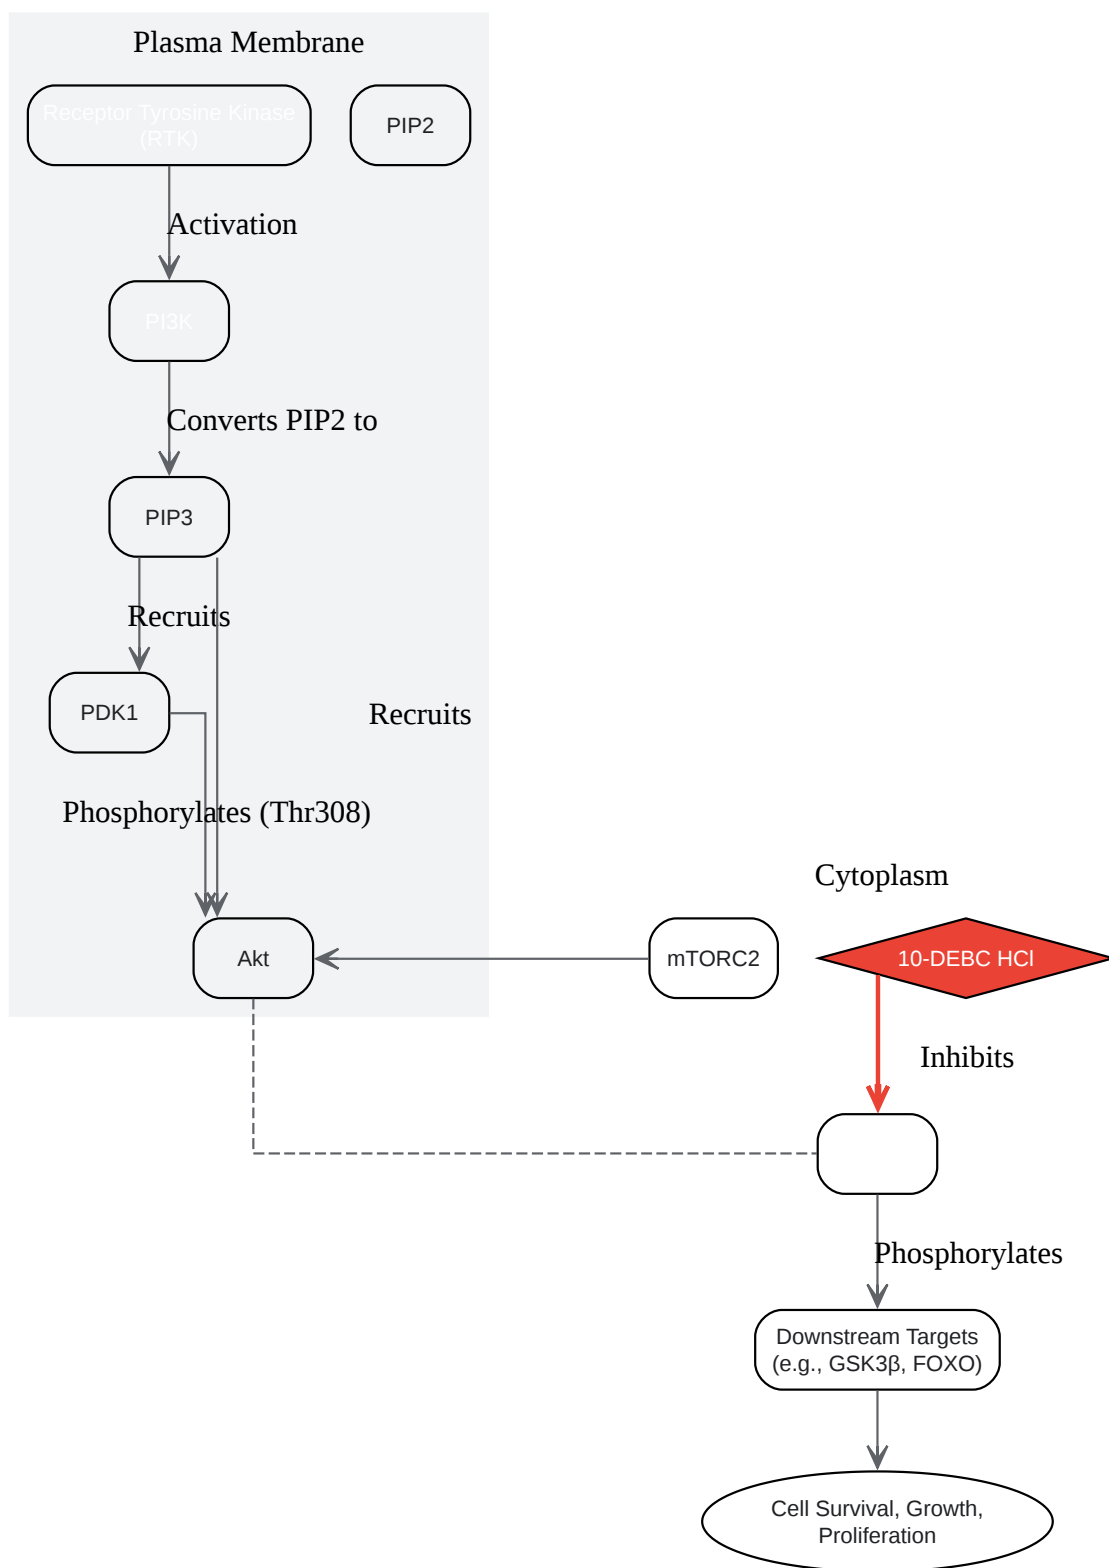 Plasma Membrane
Receptor Tyrosine Kinase
(RTK)
PIP2
Activation
PI3K
Converts PIP2 to
PIP3
Recruits
PDK1
Recruits
Phosphorylates (Thr308)
Cytoplasm
Akt
mTORC2
10-DEBC HCl
Inhibits
Phosphorylates
Downstream Targets
(e.g., GSK3β, FOXO)
Cell Survival, Growth,
Proliferation